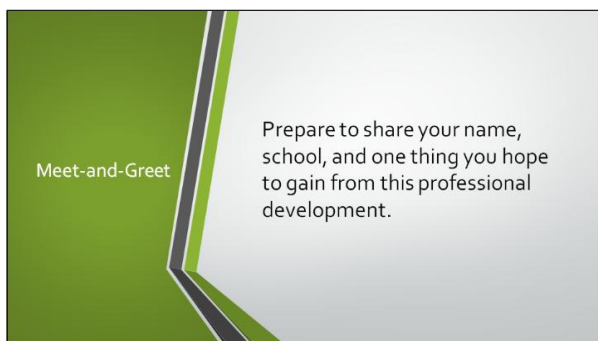 Meet-and-Greet
Prepare to share your name,
school, and one thing you hope
to gain from this professional
development.